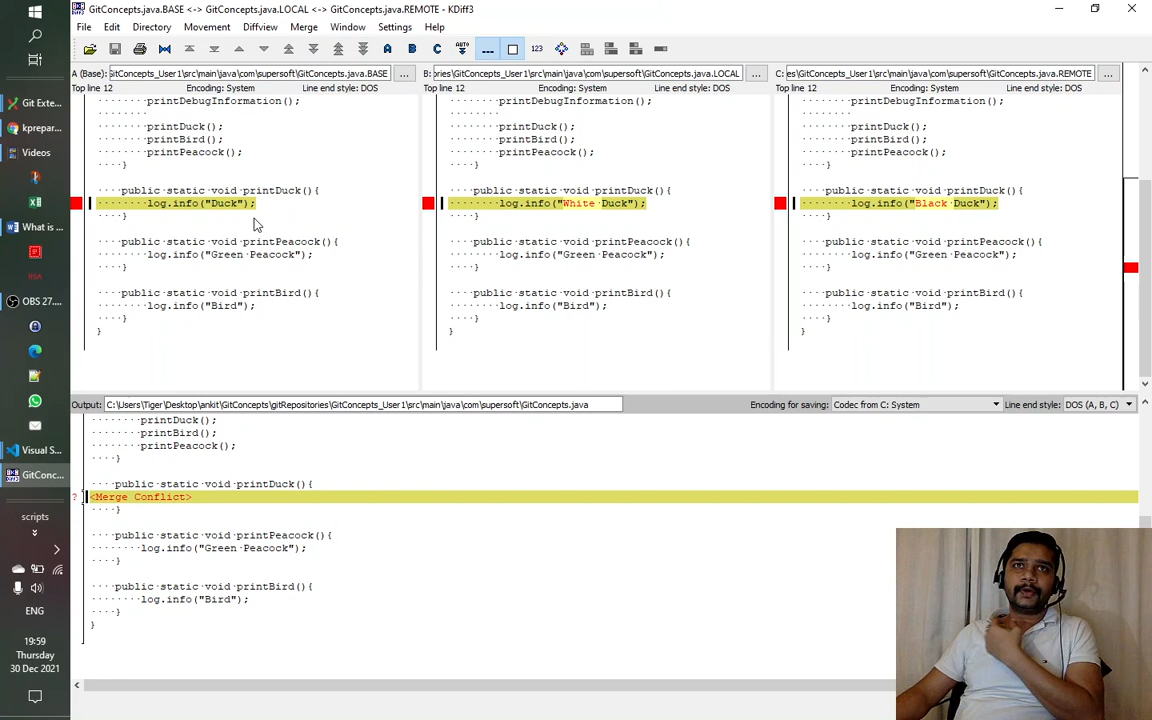 GitConcepts.java.BASE <-> GitConcepts.java.LOCAL <-> GitConcepts.java.REMOTE - KDiff3
File Edit Directory Movement Diffview Merge Window Settings Help
A B C AUTO 123
A (Base): GitConcepts_User1\src\main\java\com\supersoft\GitConcepts.java.BASE ...
Top line 12 Encoding: System Line end style: DOS
········printDebugInformation();
········
········printDuck();
········printBird();
········printPeacock();
····}
····public·static·void·printDuck(){
········log.info("Duck");
····}
····public·static·void·printPeacock(){
········log.info("Green·Peacock");
····}
····public·static·void·printBird(){
········log.info("Bird");
····}
}
B: ories\GitConcepts_User1\src\main\java\com\supersoft\GitConcepts.java.LOCAL ...
Top line 12 Encoding: System Line end style: DOS
········printDebugInformation();
········
········printDuck();
········printBird();
········printPeacock();
····}
····public·static·void·printDuck(){
········log.info("White·Duck");
····}
····public·static·void·printPeacock(){
········log.info("Green·Peacock");
····}
····public·static·void·printBird(){
········log.info("Bird");
····}
}
C: es\GitConcepts_User1\src\main\java\com\supersoft\GitConcepts.java.REMOTE ...
Top line 12 Encoding: System Line end style: DOS
········printDebugInformation();
········
········printDuck();
········printBird();
········printPeacock();
····}
····public·static·void·printDuck(){
········log.info("Black·Duck");
····}
····public·static·void·printPeacock(){
········log.info("Green·Peacock");
····}
····public·static·void·printBird(){
········log.info("Bird");
····}
}
Output: C:\Users\Tiger\Desktop\ankit\GitConcepts\gitRepositories\GitConcepts_User1\src\main\java\com\supersoft\GitConcepts.java
Encoding for saving: Codec from C: System Line end style: DOS (A, B, C)
········printDuck();
········printBird();
········printPeacock();
····}
····public·static·void·printDuck(){
? <Merge Conflict>
····}
····public·static·void·printPeacock(){
········log.info("Green·Peacock");
····}
····public·static·void·printBird(){
········log.info("Bird");
····}
}
Git Exte...
kprepar...
Videos
What is ...
OBS 27....
Visual S...
GitConc...
scripts
ENG
19:59
Thursday
30 Dec 2021